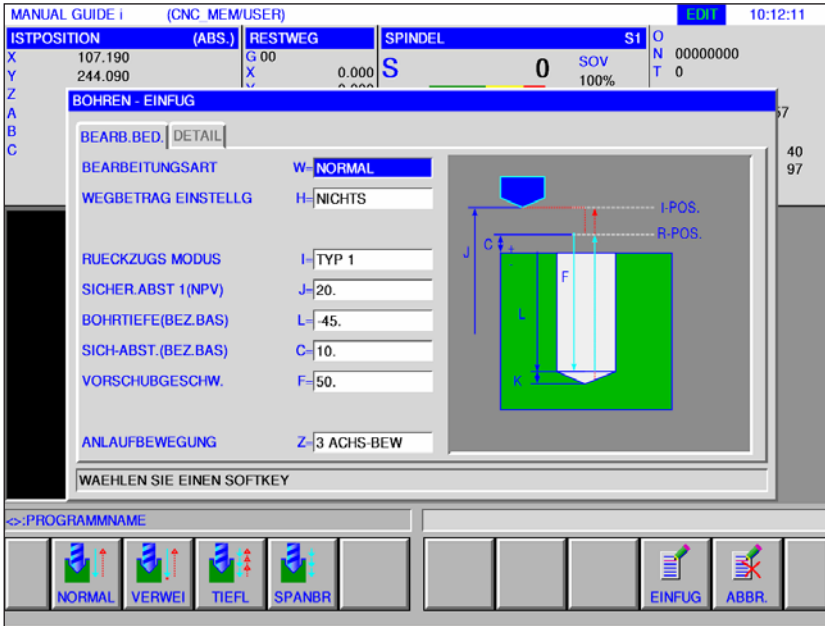 MANUAL GUIDE i (CNC_MEM/USER) EDIT 10:12:11
ISTPOSITION (ABS.) RESTWEG SPINDEL S1 O
X 107.190 G 00 N 00000000
Y 244.090 X 0.000 S 0 SOV 100% T 0
Z
A
B 40
C 97
BOHREN - EINFUG
BEARB.BED. DETAIL
BEARBEITUNGSART W= NORMAL
WEGBETRAG EINSTELLG H= NICHTS
RUECKZUGS MODUS I= TYP 1
SICHER.ABST 1(NPV) J= 20.
BOHRTIEFE(BEZ.BAS) L= -45.
SICH-ABST.(BEZ.BAS) C= 10.
VORSCHUBGESCHW. F= 50.
ANLAUFBEWEGUNG Z= 3 ACHS-BEW
I-POS.
R-POS.
J
C
+
-
F
L
K
WAEHLEN SIE EINEN SOFTKEY
<>:PROGRAMMNAME
NORMAL VERWEI TIEFL SPANBR EINFUG ABBR.